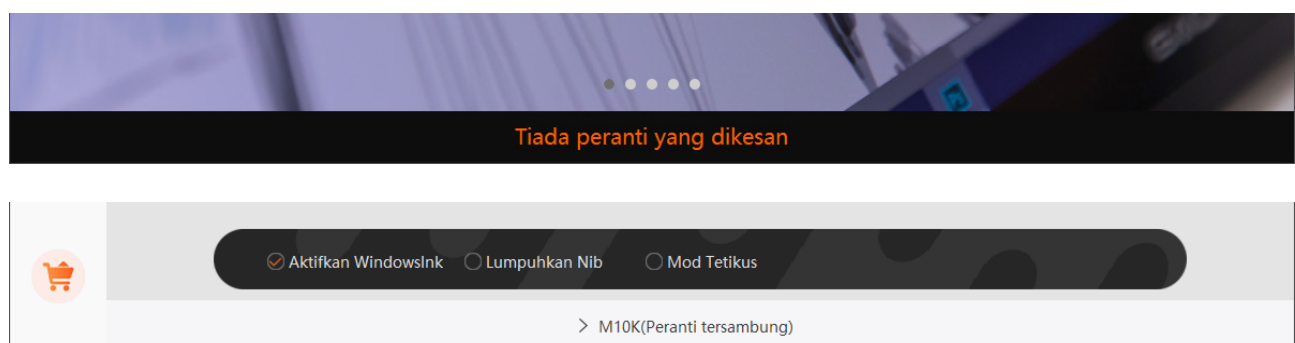 Tiada peranti yang dikesan
Aktifkan WindowsInk Lumpuhkan Nib Mod Tetikus
M10K(Peranti tersambung)